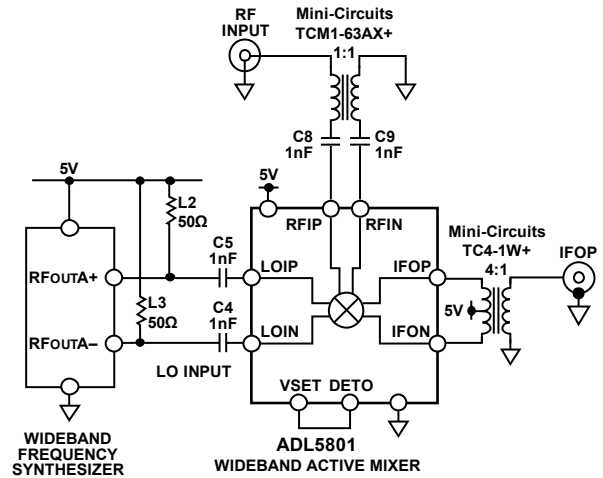 RF
INPUT
Mini-Circuits
TCM1-63AX+
1:1
C8
1nF
C9
1nF
5V
L2
50Ω
5V
RFIP
RFIN
Mini-Circuits
TC4-1W+
4:1
IFOP
C5
1nF
RFOUTA+
LOIP
IFOP
L3
50Ω
C4
1nF
5V
RFOUTA–
LOIN
IFON
LO INPUT
VSET
DETO
WIDEBAND
FREQUENCY
SYNTHESIZER
ADL5801
WIDEBAND ACTIVE MIXER